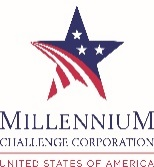 MILLENNIUM
CHALLENGE CORPORATION
UNITED STATES OF AMERICA